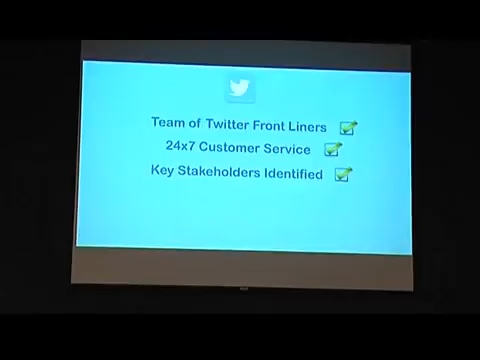 Team of Twitter Front Liners
24x7 Customer Service
Key Stakeholders Identified